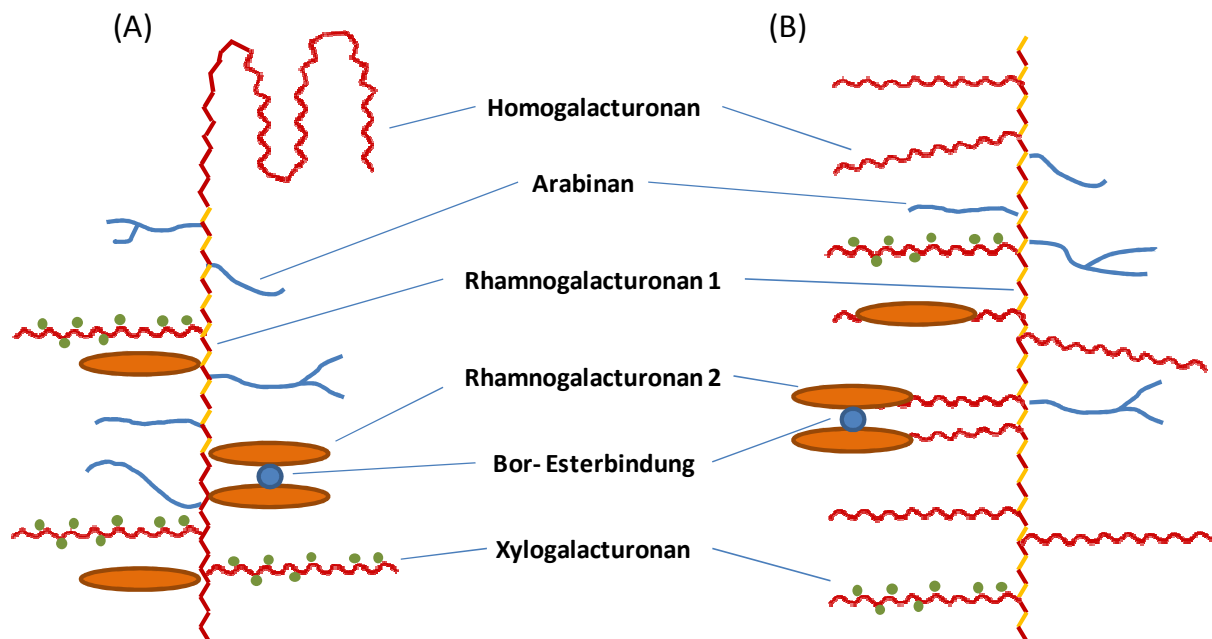 (A)
(B)
Homogalacturonan
Arabinan
Rhamnogalacturonan 1
Rhamnogalacturonan 2
Bor- Esterbindung
Xylogalacturonan